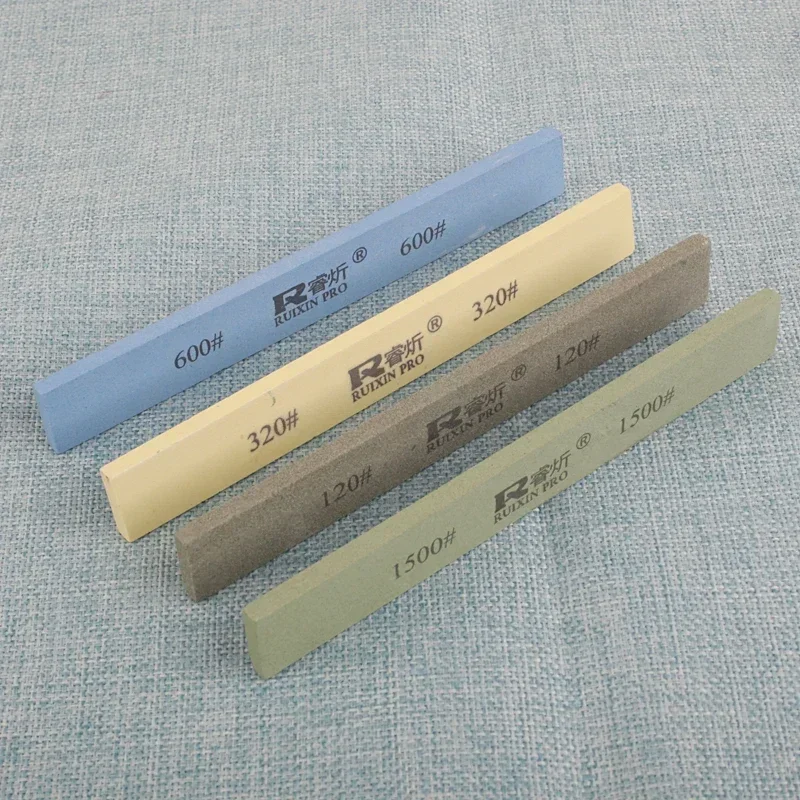 600# R睿炘® 600#
RUIXIN PRO
320# R睿炘® 320#
RUIXIN PRO
120# R睿炘® 120#
RUIXIN PRO
1500# R睿炘® 1500#
RUIXIN PRO